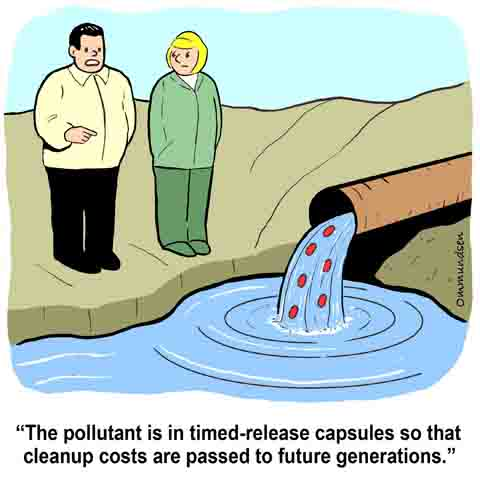 ommundsen
“The pollutant is in timed-release capsules so that
cleanup costs are passed to future generations.”